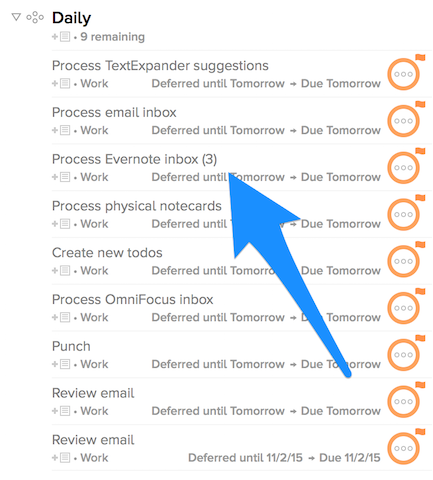 Daily
• 9 remaining
Process TextExpander suggestions
• Work Deferred until Tomorrow → Due Tomorrow
Process email inbox
• Work Deferred until Tomorrow → Due Tomorrow
Process Evernote inbox (3)
• Work Deferred until Tomorrow → Due Tomorrow
Process physical notecards
• Work Deferred until Tomorrow → Due Tomorrow
Create new todos
• Work Deferred until Tomorrow → Due Tomorrow
Process OmniFocus inbox
• Work Deferred until Tomorrow → Due Tomorrow
Punch
• Work Deferred until Tomorrow → Due Tomorrow
Review email
• Work Deferred until Tomorrow → Due Tomorrow
Review email
• Work Deferred until 11/2/15 → Due 11/2/15